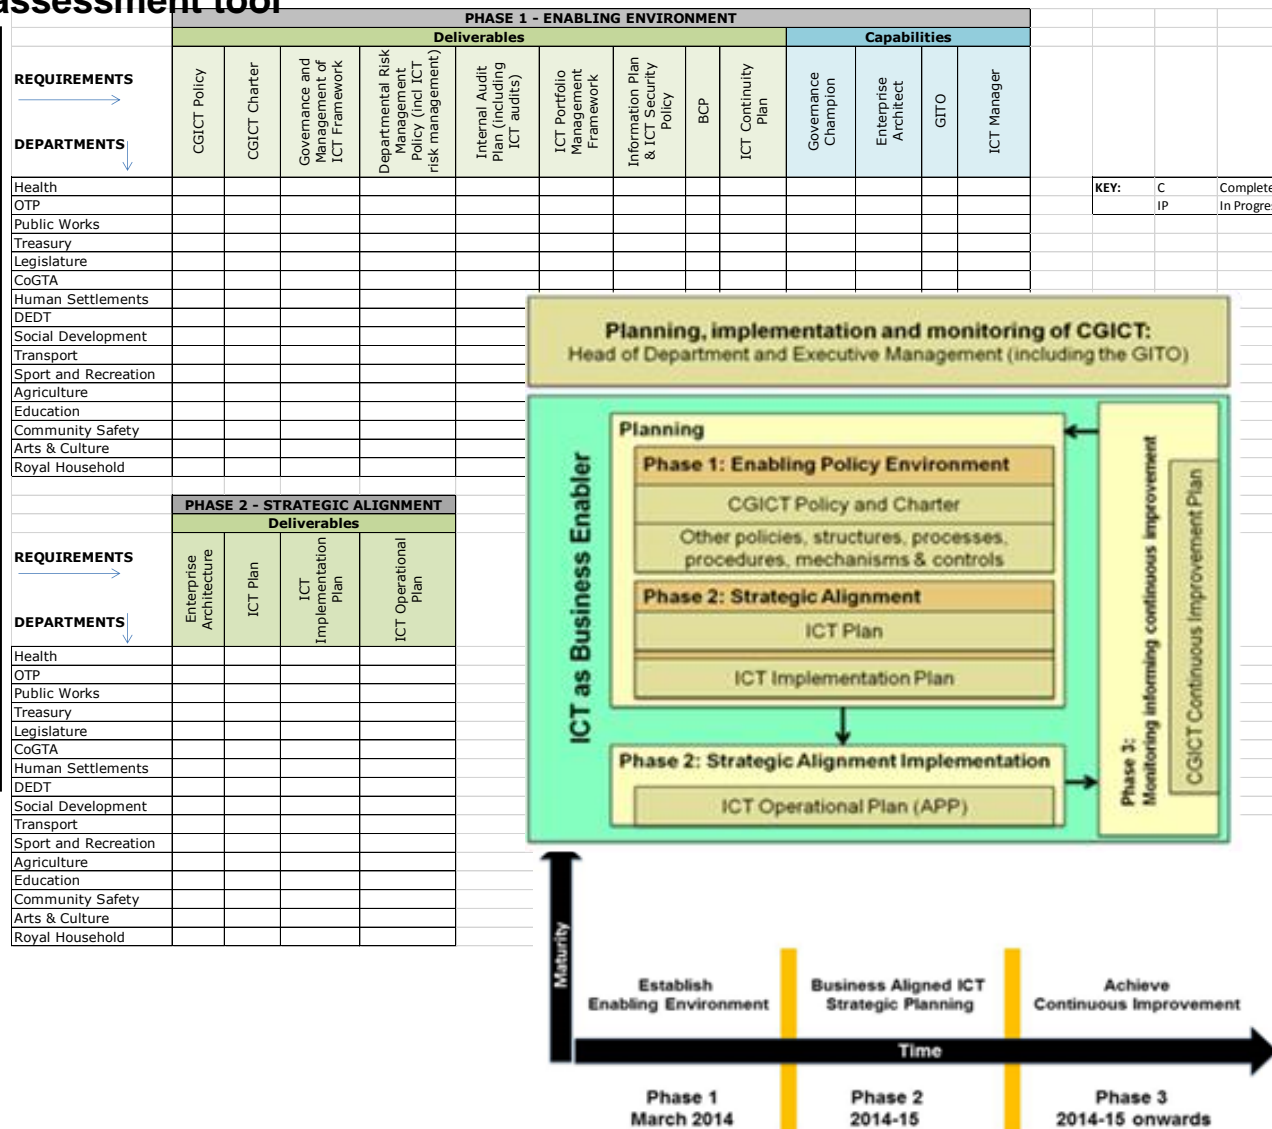 assessment tool
PHASE 1 - ENABLING ENVIRONMENT
Deliverables
Capabilities
REQUIREMENTS
DEPARTMENTS
CGICT Policy
CGICT Charter
Governance and
Management of
ICT Framework
Departmental Risk
Management
Policy (incl ICT
risk management)
Internal Audit
Plan (including
ICT audits)
ICT Portfolio
Management
Framework
Information Plan
& ICT Security
Policy
BCP
ICT Continuity
Plan
Governance
Champion
Enterprise
Architect
GITO
ICT Manager
Health
OTP
Public Works
Treasury
Legislature
CoGTA
Human Settlements
DEDT
Social Development
Transport
Sport and Recreation
Agriculture
Education
Community Safety
Arts & Culture
Royal Household
KEY: C Complete
IP In Progre
PHASE 2 - STRATEGIC ALIGNMENT
Deliverables
REQUIREMENTS
DEPARTMENTS
Enterprise
Architecture
ICT Plan
ICT
Implementation
Plan
ICT Operational
Plan
Health
OTP
Public Works
Treasury
Legislature
CoGTA
Human Settlements
DEDT
Social Development
Transport
Sport and Recreation
Agriculture
Education
Community Safety
Arts & Culture
Royal Household
Planning, implementation and monitoring of CGICT:
Head of Department and Executive Management (including the GITO)
ICT as Business Enabler
Planning
Phase 1: Enabling Policy Environment
CGICT Policy and Charter
Other policies, structures, processes,
procedures, mechanisms & controls
Phase 2: Strategic Alignment
ICT Plan
ICT Implementation Plan
Phase 2: Strategic Alignment Implementation
ICT Operational Plan (APP)
Phase 3:
Monitoring informing continuous improvement
CGICT Continuous Improvement Plan
Maturity
Establish
Enabling Environment
Business Aligned ICT
Strategic Planning
Achieve
Continuous Improvement
Time
Phase 1
March 2014
Phase 2
2014-15
Phase 3
2014-15 onwards